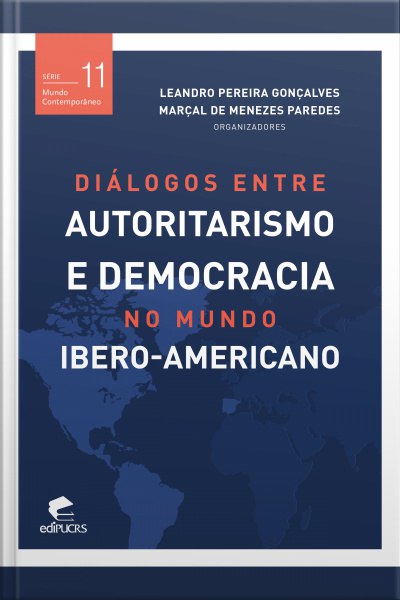 SÉRIE 11
Mundo
Contemporâneo
LEANDRO PEREIRA GONÇALVES
MARÇAL DE MENEZES PAREDES
ORGANIZADORES
DIÁLOGOS ENTRE
AUTORITARISMO
E DEMOCRACIA
NO MUNDO
IBERO-AMERICANO
ediPUCRS